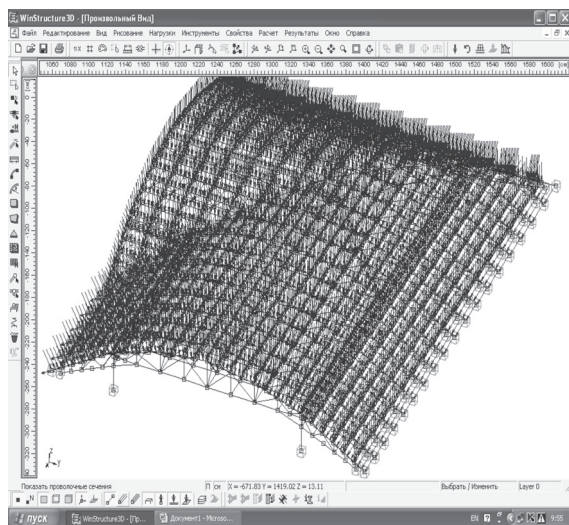 WinStructure3D - [Произвольный Вид]
Файл Редактирование Вид Рисование Нагрузки Инструменты Свойства Расчет Результаты Окно Справка
1060 1080 1100 1120 1140 1160 1180 1200 1220 1240 1260 1280 1300 1320 1340 1360 1380 1400 1420 1440 1460 1480 1500 1520 1540 1560 1580 1600 [см]
z
y
Показать проволочные сечения П см X = -671.83 Y = 1419.02 Z = 13.11 Выбрать / Изменить Layer 0
пуск WinStructure3D - [Пр... Документ1 - Microso... EN 9:55